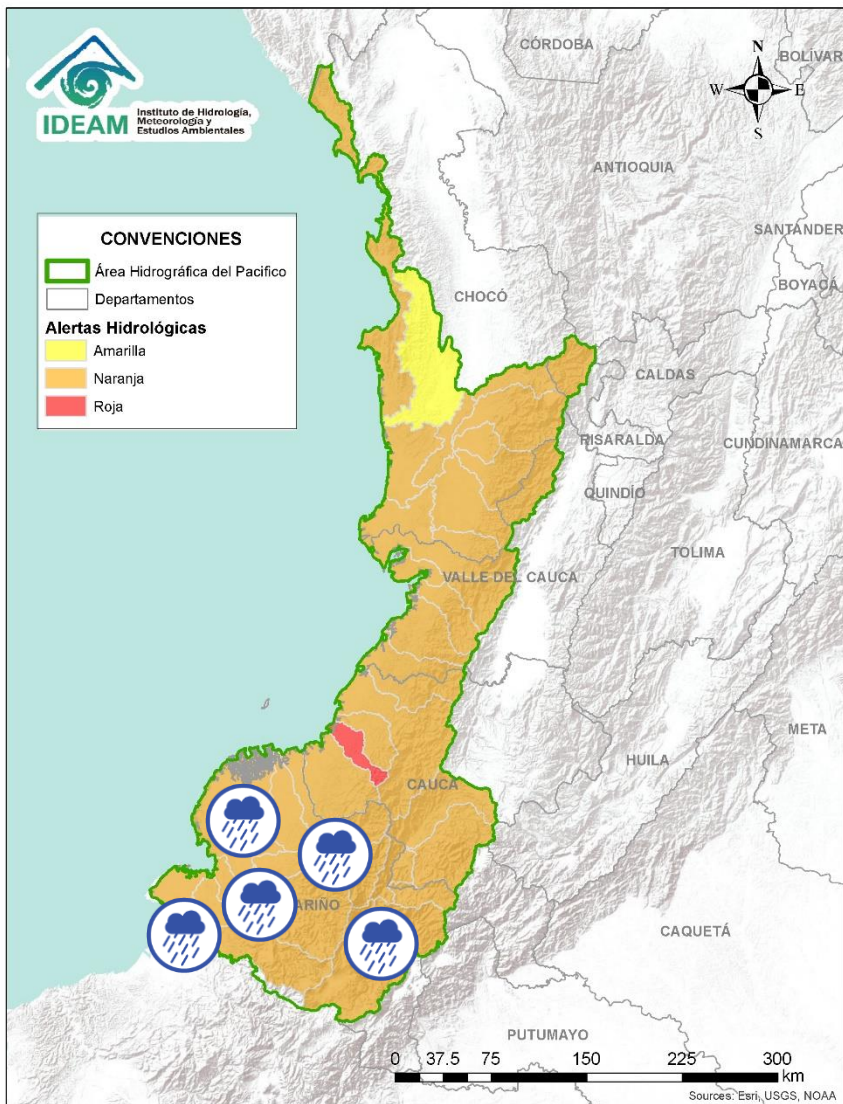 IDEAM
Instituto de Hidrología,
Meteorología y
Estudios Ambientales
N
W E
S
CÓRDOBA
BOLÍVAR
ANTIOQUIA
SANTANDER
BOYACÁ
CONVENCIONES
Área Hidrográfica del Pacifico
Departamentos
Alertas Hidrológicas
Amarilla
Naranja
Roja
CHOCÓ
CALDAS
RISARALDA
CUNDINAMARCA
QUINDÍO
TOLIMA
VALLE DEL CAUCA
META
HUILA
CAUCA
ARIÑO
CAQUETÁ
PUTUMAYO
0 37.5 75 150 225 300
km
Sources: Esri, USGS, NOAA